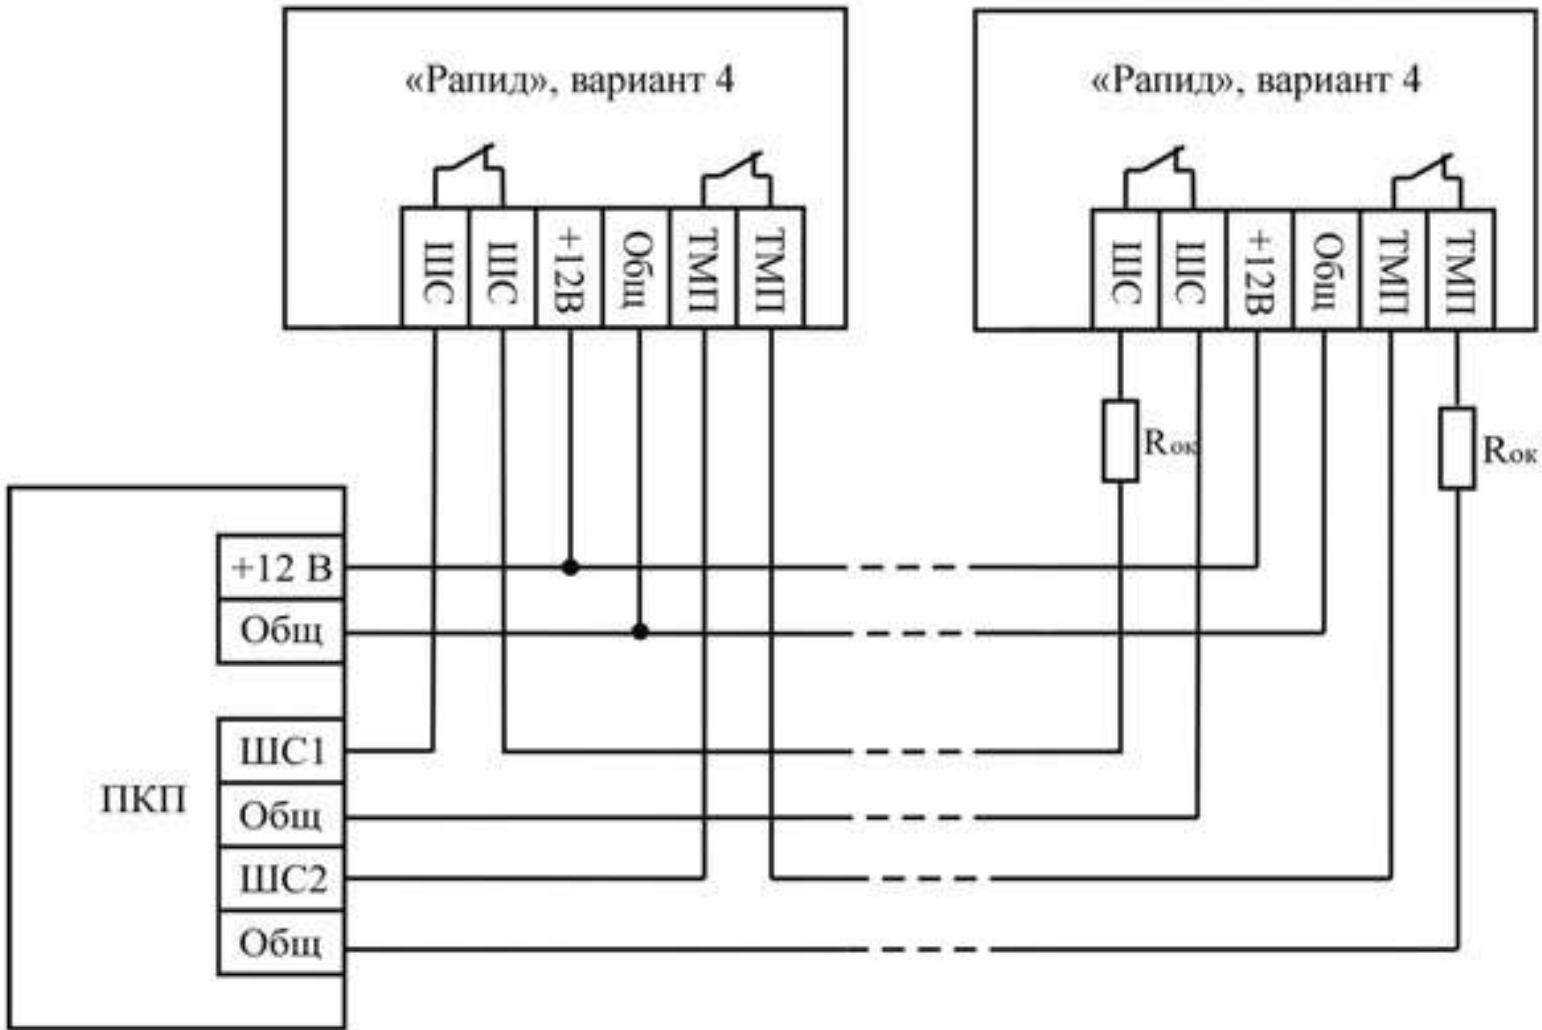 «Рапид», вариант 4
ШС
ШС
+12В
Общ
ТМП
ТМП
«Рапид», вариант 4
ШС
ШС
+12В
Общ
ТМП
ТМП
Rок
Rок
ПКП
+12 В
Общ
ШС1
Общ
ШС2
Общ